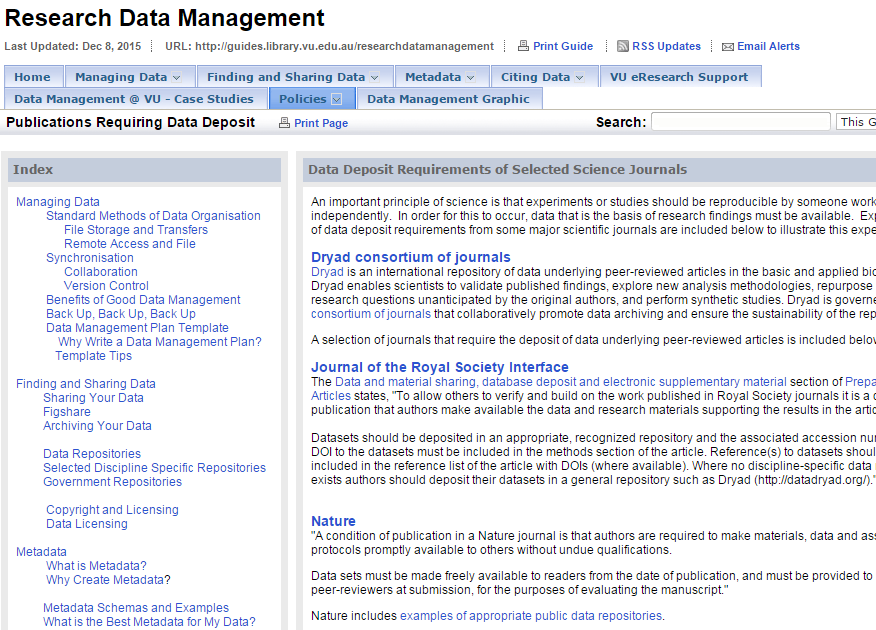 Research Data Management
Last Updated: Dec 8, 2015 URL: http://guides.library.vu.edu.au/researchdatamanagement Print Guide RSS Updates Email Alerts
Home Managing Data Finding and Sharing Data Metadata Citing Data VU eResearch Support
Data Management @ VU - Case Studies Policies Data Management Graphic
Publications Requiring Data Deposit Print Page Search: This G
Index
Managing Data
Standard Methods of Data Organisation
File Storage and Transfers
Remote Access and File
Synchronisation
Collaboration
Version Control
Benefits of Good Data Management
Back Up, Back Up, Back Up
Data Management Plan Template
Why Write a Data Management Plan?
Template Tips
Finding and Sharing Data
Sharing Your Data
Figshare
Archiving Your Data
Data Repositories
Selected Discipline Specific Repositories
Government Repositories
Copyright and Licensing
Data Licensing
Metadata
What is Metadata?
Why Create Metadata?
Metadata Schemas and Examples
What is the Best Metadata for My Data?
Data Deposit Requirements of Selected Science Journals
An important principle of science is that experiments or studies should be reproducible by someone work
independently. In order for this to occur, data that is the basis of research findings must be available. Ex
of data deposit requirements from some major scientific journals are included below to illustrate this expe
Dryad consortium of journals
Dryad is an international repository of data underlying peer-reviewed articles in the basic and applied bio
Dryad enables scientists to validate published findings, explore new analysis methodologies, repurpose
research questions unanticipated by the original authors, and perform synthetic studies. Dryad is governe
consortium of journals that collaboratively promote data archiving and ensure the sustainability of the rep
A selection of journals that require the deposit of data underlying peer-reviewed articles is included below
Journal of the Royal Society Interface
The Data and material sharing, database deposit and electronic supplementary material section of Prepa
Articles states, "To allow others to verify and build on the work published in Royal Society journals it is a c
publication that authors make available the data and research materials supporting the results in the artic
Datasets should be deposited in an appropriate, recognized repository and the associated accession nu
DOI to the datasets must be included in the methods section of the article. Reference(s) to datasets shoul
included in the reference list of the article with DOIs (where available). Where no discipline-specific data
exists authors should deposit their datasets in a general repository such as Dryad (http://datadryad.org/)."
Nature
"A condition of publication in a Nature journal is that authors are required to make materials, data and ass
protocols promptly available to others without undue qualifications.
Data sets must be made freely available to readers from the date of publication, and must be provided to
peer-reviewers at submission, for the purposes of evaluating the manuscript."
Nature includes examples of appropriate public data repositories.